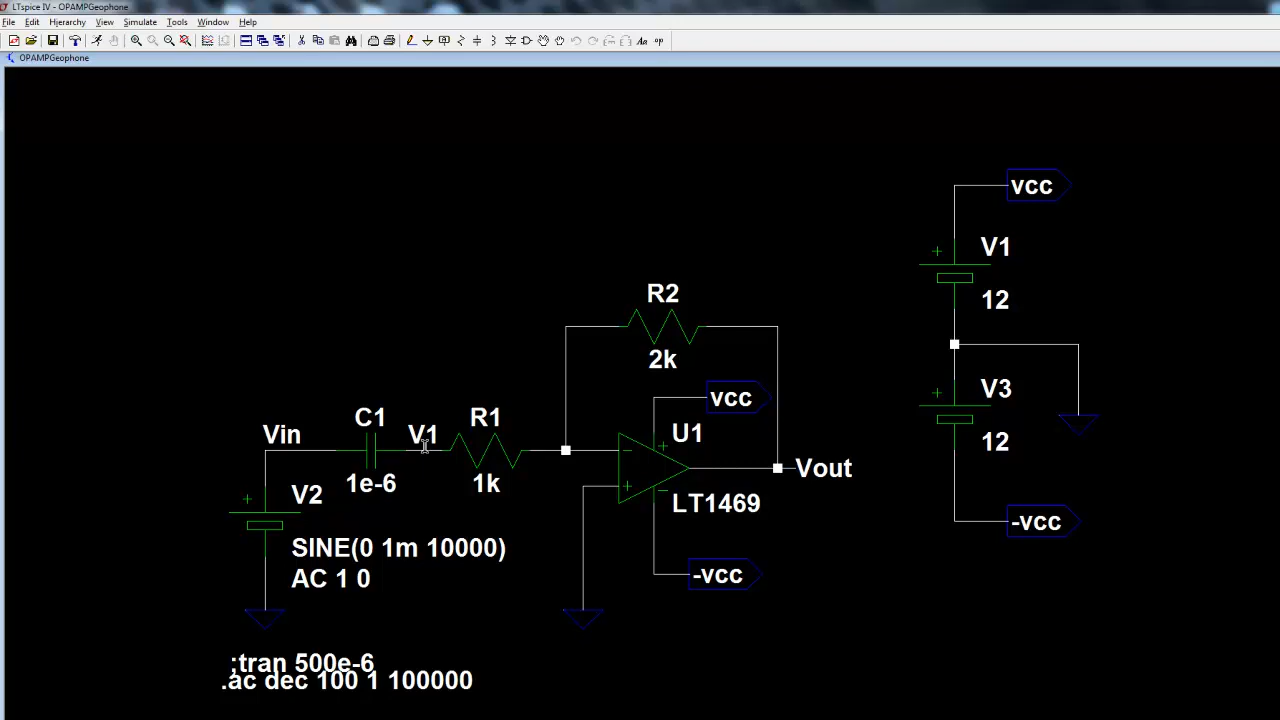 LTspice IV - OPAMPGeophone
File Edit Hierarchy View Simulate Tools Window Help
Aa .op
OPAMPGeophone
vcc
V1
12
R2
2k
V3
12
vcc
C1
R1
Vin
V1
U1
Vout
1e-6
1k
V2
LT1469
-vcc
SINE(0 1m 10000)
AC 1 0
-vcc
;tran 500e-6
.ac dec 100 1 100000